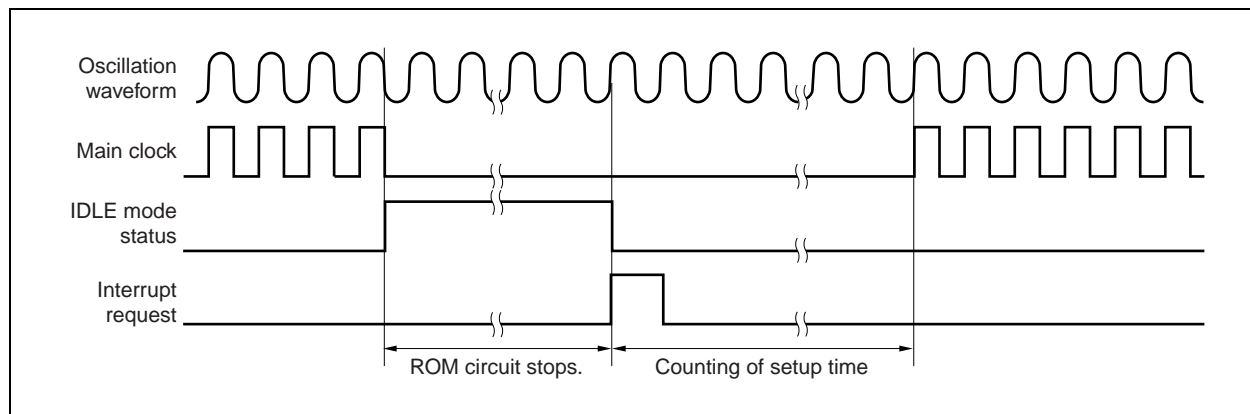 Oscillation
waveform
Main clock
IDLE mode
status
Interrupt
request
ROM circuit stops.
Counting of setup time